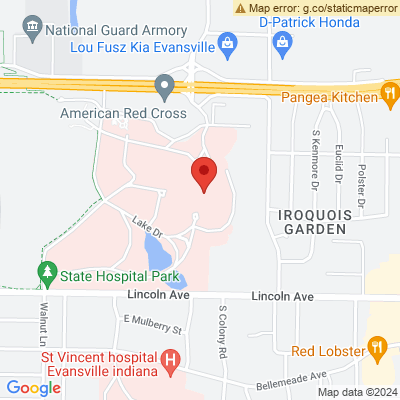 Map error: g.co/staticmaperror
National Guard Armory
D-Patrick Honda
Lou Fusz Kia Evansville
Pangea Kitchen
American Red Cross
S Kenmore Dr
Euclid Dr
Polster Dr
IROQUOIS
GARDEN
Lake Dr
State Hospital Park
Lincoln Ave
Lincoln Ave
Walnut Ln
E Mulberry St
S Colony Rd
St Vincent hospital
Evansville indiana
H
Red Lobster
Bellemeade Ave
Google
Map data ©2024